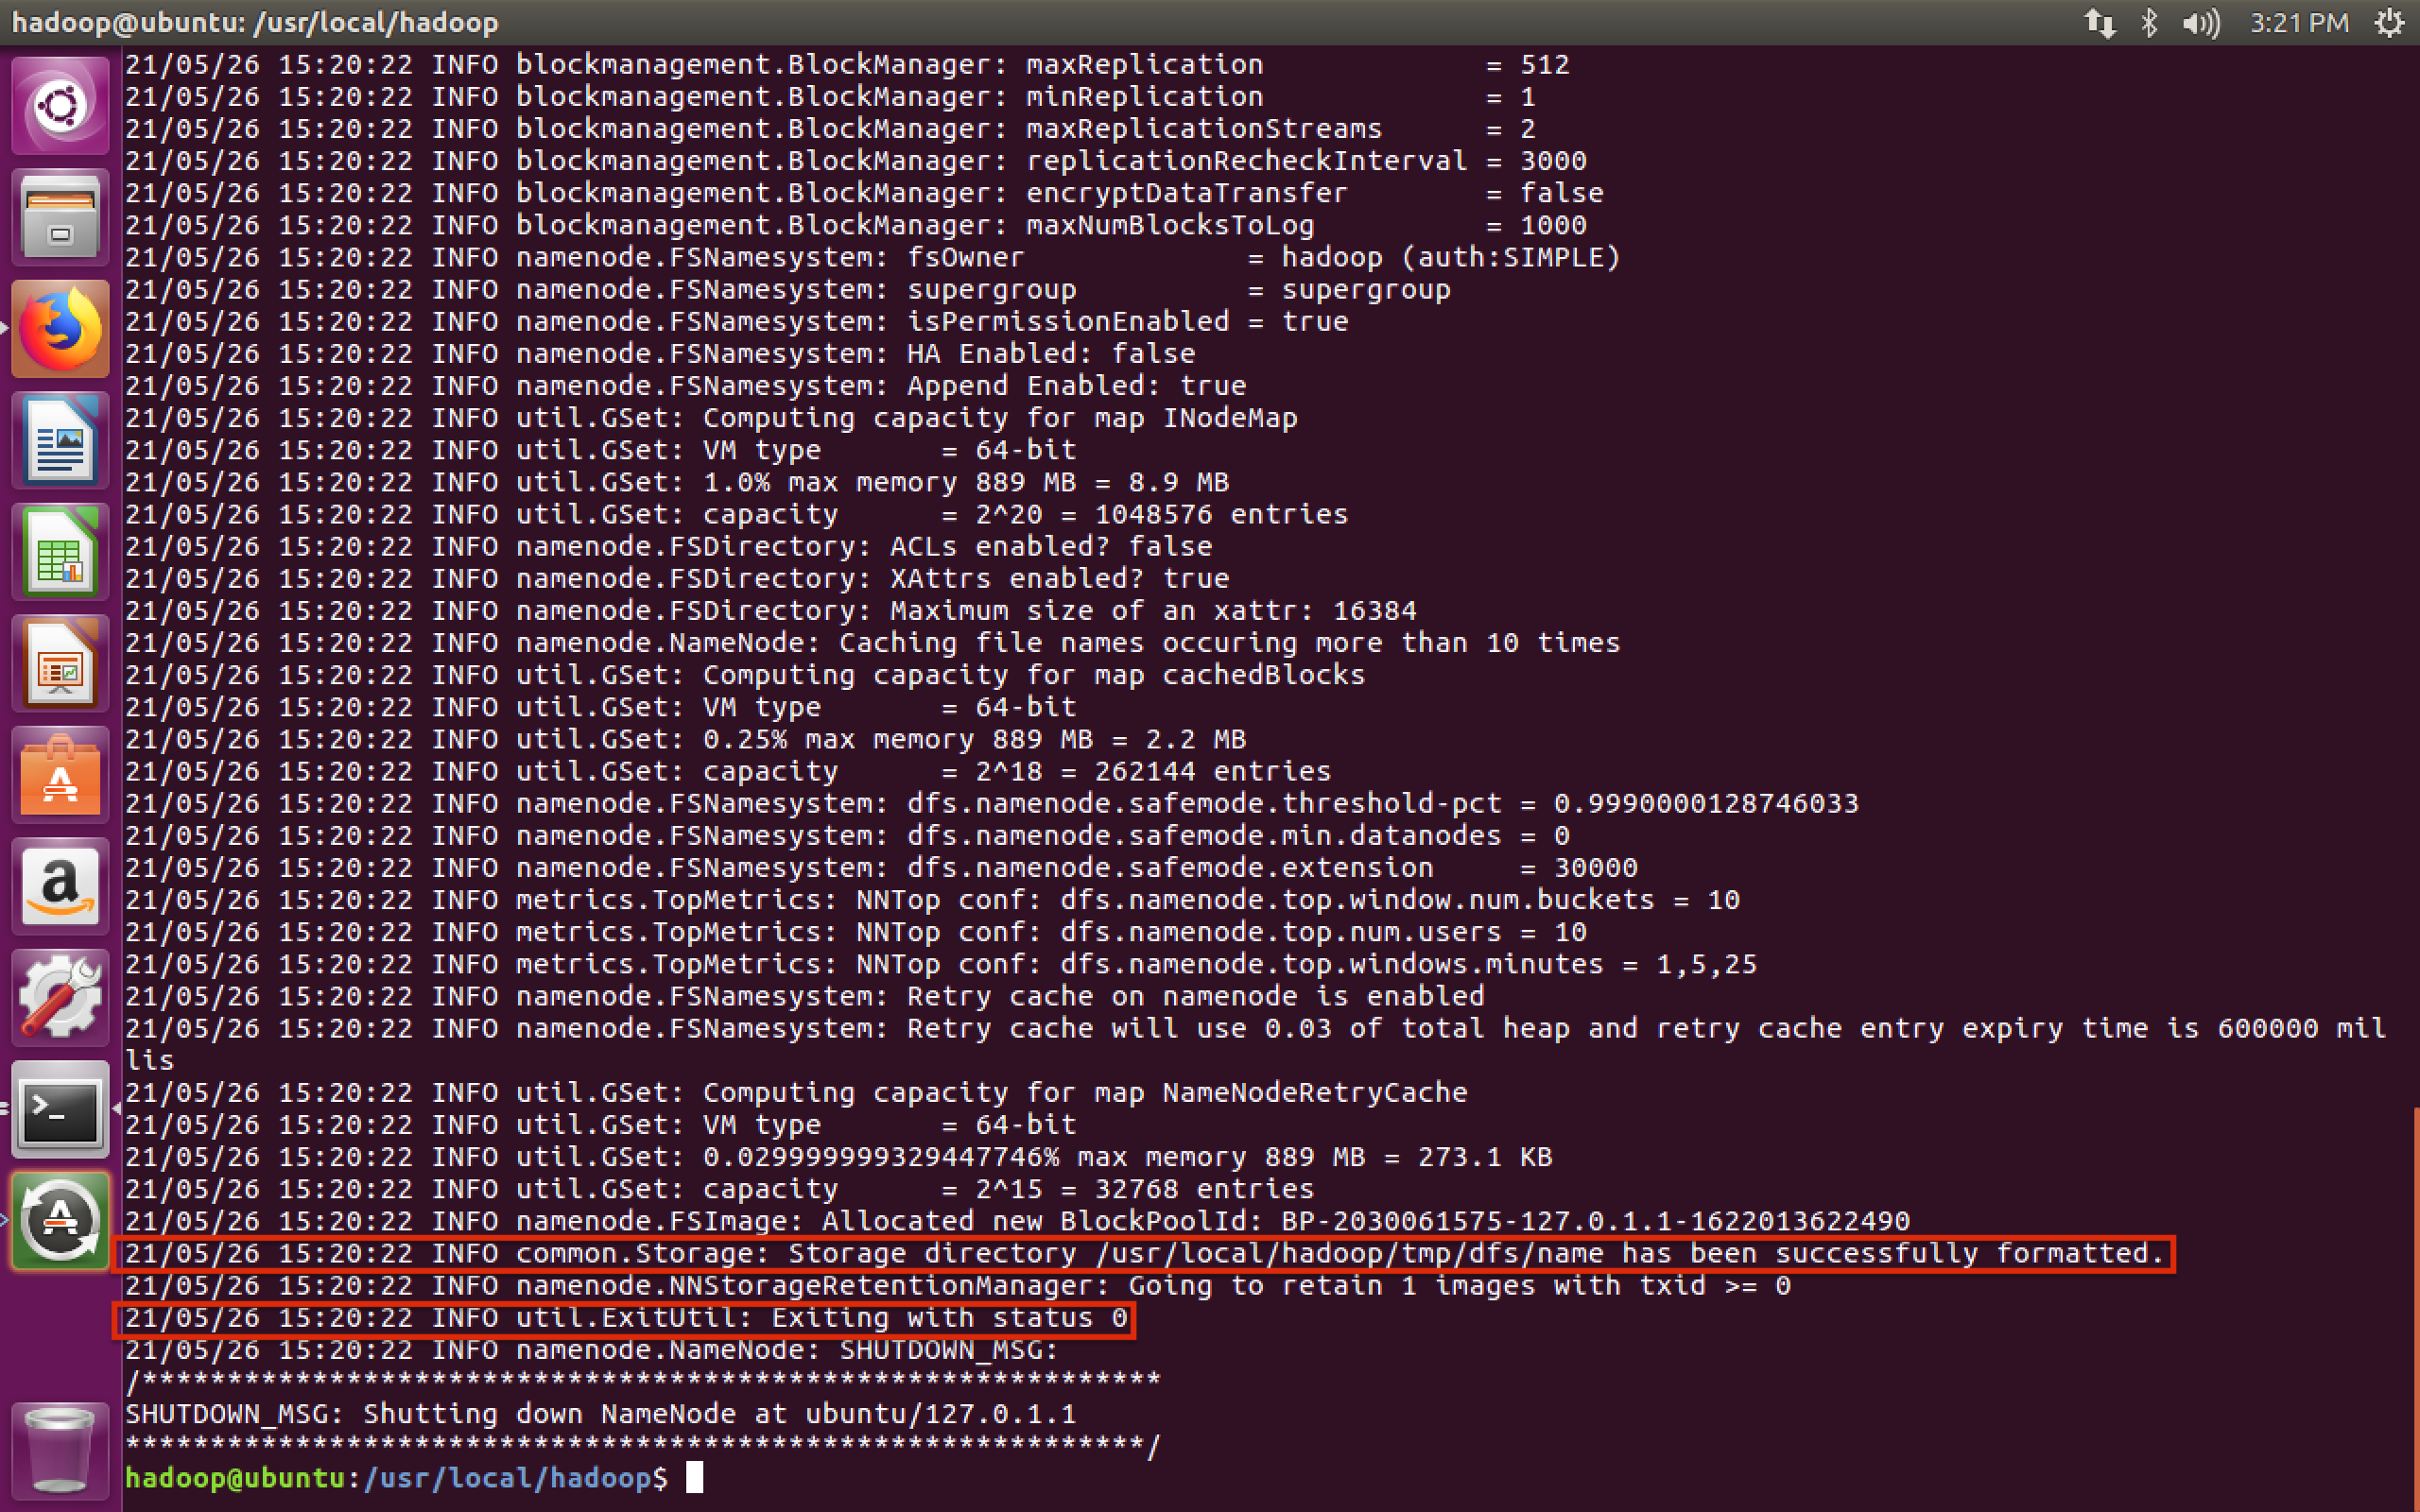 hadoop@ubuntu: /usr/local/hadoop
3:21 PM
21/05/26 15:20:22 INFO blockmanagement.BlockManager: maxReplication             = 512
21/05/26 15:20:22 INFO blockmanagement.BlockManager: minReplication             = 1
21/05/26 15:20:22 INFO blockmanagement.BlockManager: maxReplicationStreams      = 2
21/05/26 15:20:22 INFO blockmanagement.BlockManager: replicationRecheckInterval = 3000
21/05/26 15:20:22 INFO blockmanagement.BlockManager: encryptDataTransfer        = false
21/05/26 15:20:22 INFO blockmanagement.BlockManager: maxNumBlocksToLog          = 1000
21/05/26 15:20:22 INFO namenode.FSNamesystem: fsOwner             = hadoop (auth:SIMPLE)
21/05/26 15:20:22 INFO namenode.FSNamesystem: supergroup          = supergroup
21/05/26 15:20:22 INFO namenode.FSNamesystem: isPermissionEnabled = true
21/05/26 15:20:22 INFO namenode.FSNamesystem: HA Enabled: false
21/05/26 15:20:22 INFO namenode.FSNamesystem: Append Enabled: true
21/05/26 15:20:22 INFO util.GSet: Computing capacity for map INodeMap
21/05/26 15:20:22 INFO util.GSet: VM type       = 64-bit
21/05/26 15:20:22 INFO util.GSet: 1.0% max memory 889 MB = 8.9 MB
21/05/26 15:20:22 INFO util.GSet: capacity      = 2^20 = 1048576 entries
21/05/26 15:20:22 INFO namenode.FSDirectory: ACLs enabled? false
21/05/26 15:20:22 INFO namenode.FSDirectory: XAttrs enabled? true
21/05/26 15:20:22 INFO namenode.FSDirectory: Maximum size of an xattr: 16384
21/05/26 15:20:22 INFO namenode.NameNode: Caching file names occuring more than 10 times
21/05/26 15:20:22 INFO util.GSet: Computing capacity for map cachedBlocks
21/05/26 15:20:22 INFO util.GSet: VM type       = 64-bit
21/05/26 15:20:22 INFO util.GSet: 0.25% max memory 889 MB = 2.2 MB
21/05/26 15:20:22 INFO util.GSet: capacity      = 2^18 = 262144 entries
21/05/26 15:20:22 INFO namenode.FSNamesystem: dfs.namenode.safemode.threshold-pct = 0.9990000128746033
21/05/26 15:20:22 INFO namenode.FSNamesystem: dfs.namenode.safemode.min.datanodes = 0
21/05/26 15:20:22 INFO namenode.FSNamesystem: dfs.namenode.safemode.extension     = 30000
21/05/26 15:20:22 INFO metrics.TopMetrics: NNTop conf: dfs.namenode.top.window.num.buckets = 10
21/05/26 15:20:22 INFO metrics.TopMetrics: NNTop conf: dfs.namenode.top.num.users = 10
21/05/26 15:20:22 INFO metrics.TopMetrics: NNTop conf: dfs.namenode.top.windows.minutes = 1,5,25
21/05/26 15:20:22 INFO namenode.FSNamesystem: Retry cache on namenode is enabled
21/05/26 15:20:22 INFO namenode.FSNamesystem: Retry cache will use 0.03 of total heap and retry cache entry expiry time is 600000 mil
lis
21/05/26 15:20:22 INFO util.GSet: Computing capacity for map NameNodeRetryCache
21/05/26 15:20:22 INFO util.GSet: VM type       = 64-bit
21/05/26 15:20:22 INFO util.GSet: 0.029999999329447746% max memory 889 MB = 273.1 KB
21/05/26 15:20:22 INFO util.GSet: capacity      = 2^15 = 32768 entries
21/05/26 15:20:22 INFO namenode.FSImage: Allocated new BlockPoolId: BP-2030061575-127.0.1.1-1622013622490
21/05/26 15:20:22 INFO common.Storage: Storage directory /usr/local/hadoop/tmp/dfs/name has been successfully formatted.
21/05/26 15:20:22 INFO namenode.NNStorageRetentionManager: Going to retain 1 images with txid >= 0
21/05/26 15:20:22 INFO util.ExitUtil: Exiting with status 0
21/05/26 15:20:22 INFO namenode.NameNode: SHUTDOWN_MSG:
/************************************************************
SHUTDOWN_MSG: Shutting down NameNode at ubuntu/127.0.1.1
************************************************************/
hadoop@ubuntu:/usr/local/hadoop$